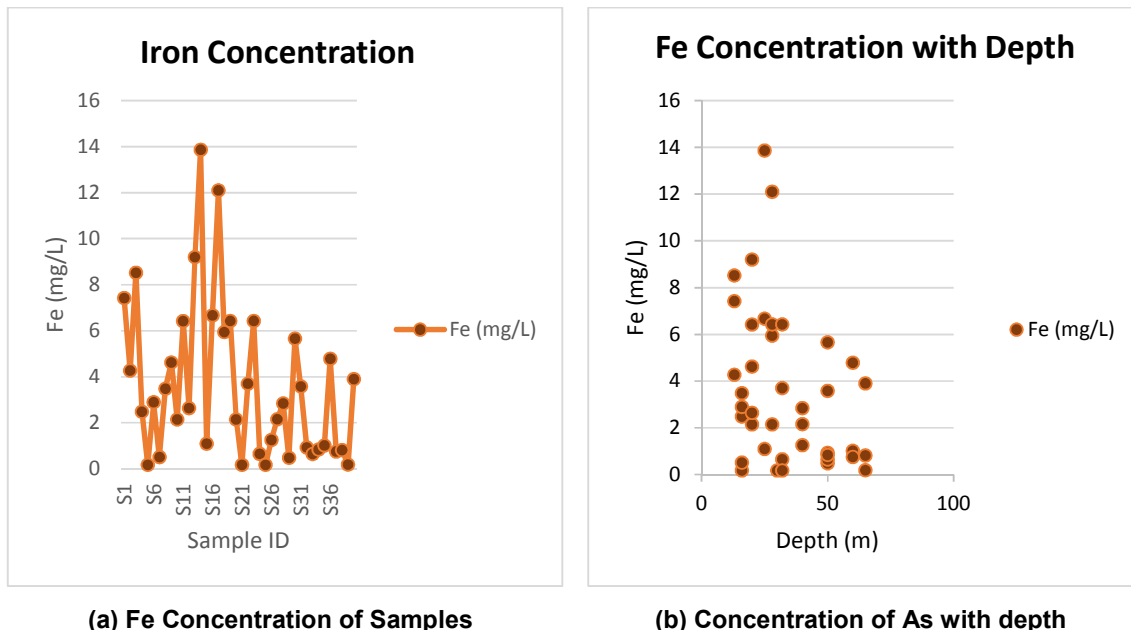 Iron Concentration
16
14
12
10
8
6
4
2
0
Fe (mg/L)
S1
S6
S11
S16
S21
S26
S31
S36
Sample ID
Fe (mg/L)
(a) Fe Concentration of Samples
Fe Concentration with Depth
16
14
12
10
8
6
4
2
0
Fe (mg/L)
0 50 100
Depth (m)
Fe (mg/L)
(b) Concentration of As with depth